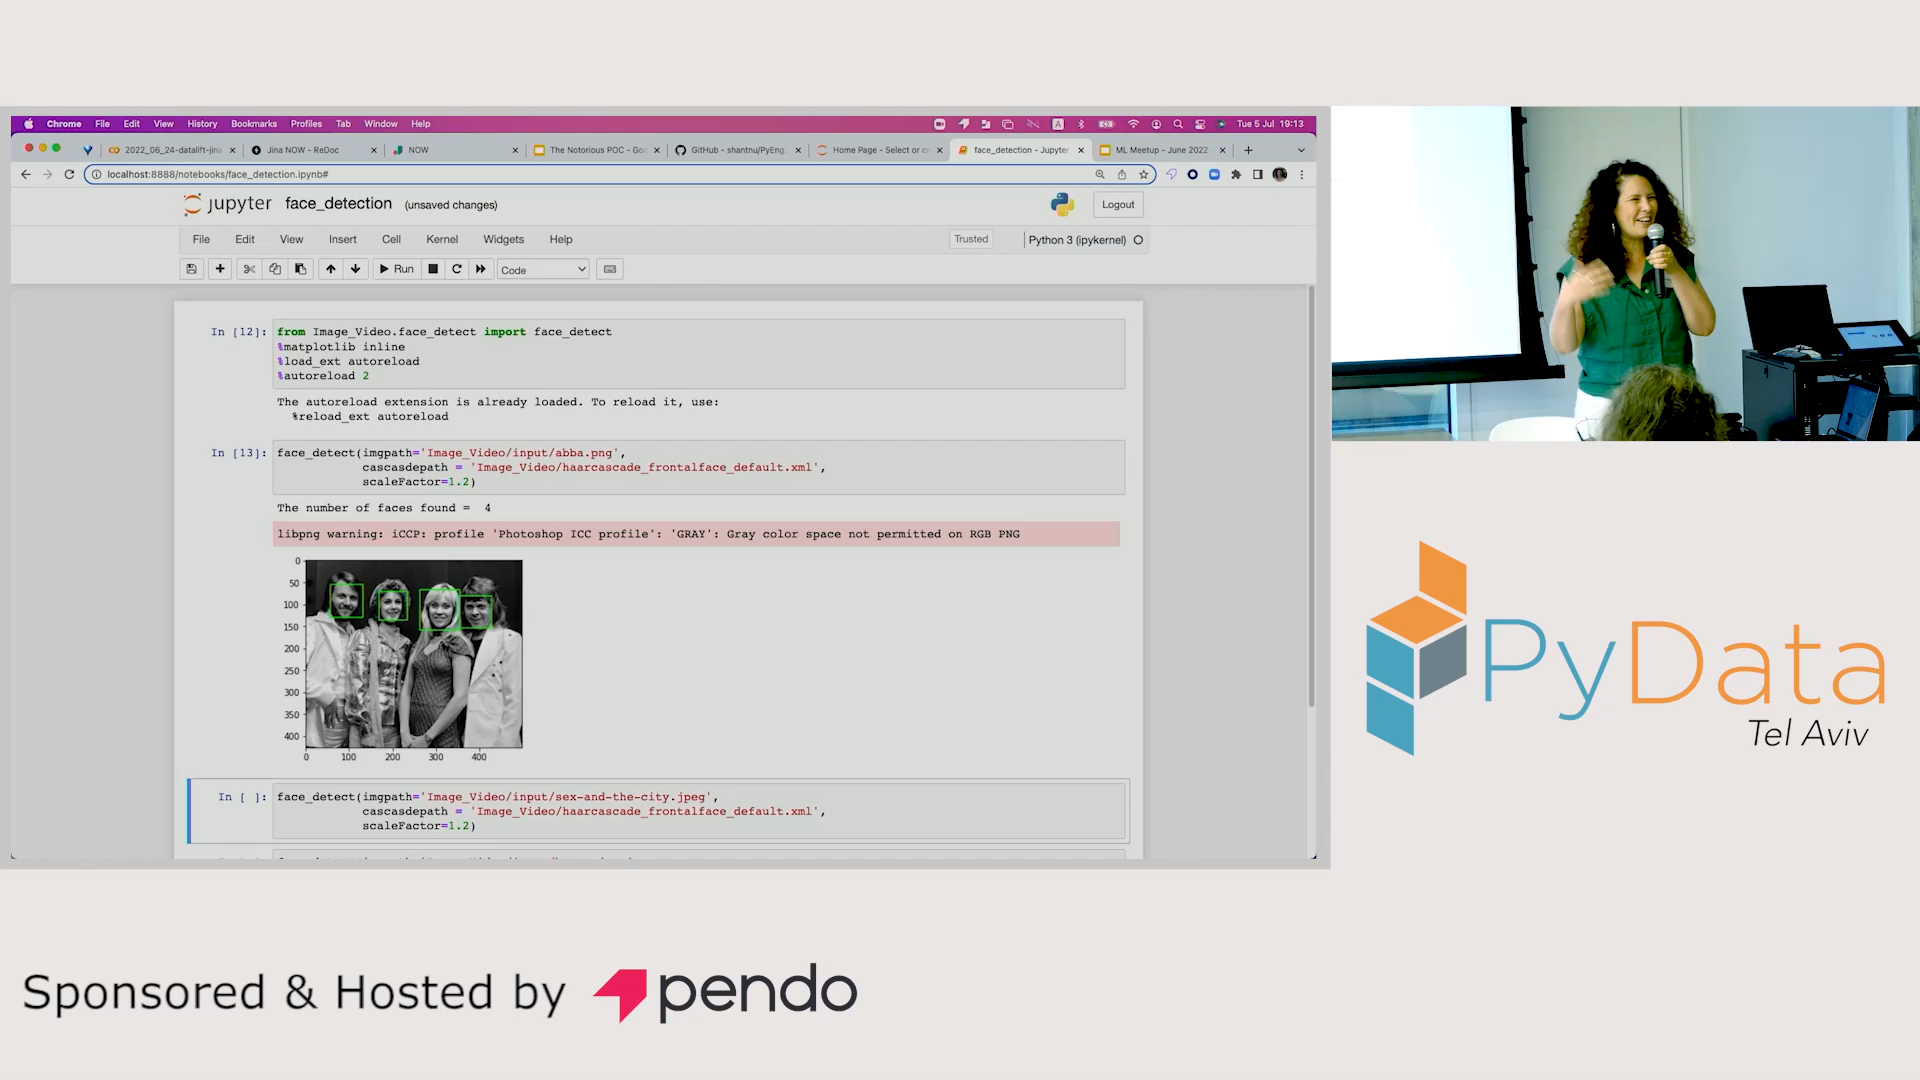 Chrome File Edit View History Bookmarks Profiles Tab Window Help
A Tue 5 Jul 19:13
2022_06_24-datalift-jina
Jina NOW - ReDoc
NOW
The Notorious POC - Goo
GitHub - shantnu/PyEng
Home Page - Select or cr
face_detection - Jupyter
ML Meetup - June 2022
localhost:8888/notebooks/face_detection.ipynb#
jupyter face_detection (unsaved changes)
Logout
File Edit View Insert Cell Kernel Widgets Help
Trusted
Python 3 (ipykernel)
Run
Code
In [12]: from Image_Video.face_detect import face_detect
%matplotlib inline
%load_ext autoreload
%autoreload 2
The autoreload extension is already loaded. To reload it, use:
%reload_ext autoreload
In [13]: face_detect(imgpath='Image_Video/input/abba.png',
cascasdepath = 'Image_Video/haarcascade_frontalface_default.xml',
scaleFactor=1.2)
The number of faces found = 4
libpng warning: iCCP: profile 'Photoshop ICC profile': 'GRAY': Gray color space not permitted on RGB PNG
0
50
100
150
200
250
300
350
400
0 100 200 300 400
In [ ]: face_detect(imgpath='Image_Video/input/sex-and-the-city.jpeg',
cascasdepath = 'Image_Video/haarcascade_frontalface_default.xml',
scaleFactor=1.2)
PyData
Tel Aviv
Sponsored & Hosted by pendo